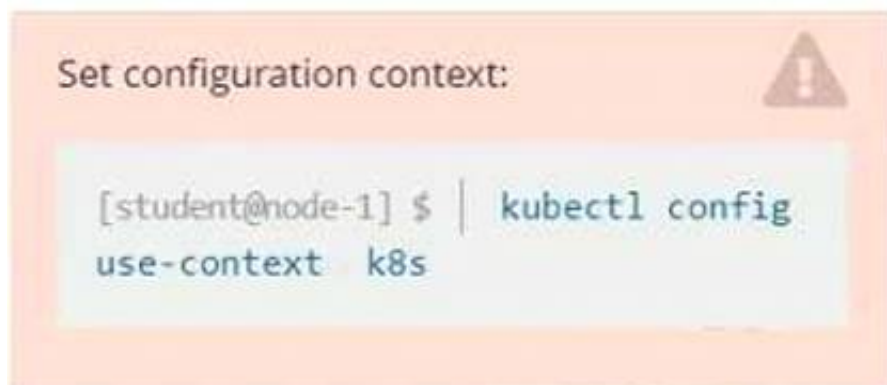 Set configuration context:
[student@node-1] $ | kubectl config
use-context k8s